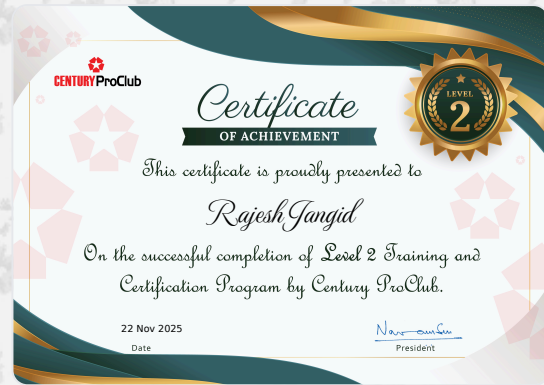 CENTURY ProClub
Certificate
OF ACHIEVEMENT
LEVEL
2
This certificate is proudly presented to
Rajesh Jangid
On the successful completion of Level 2 Training and
Certification Program by Century ProClub.
22 Nov 2025
Date
President